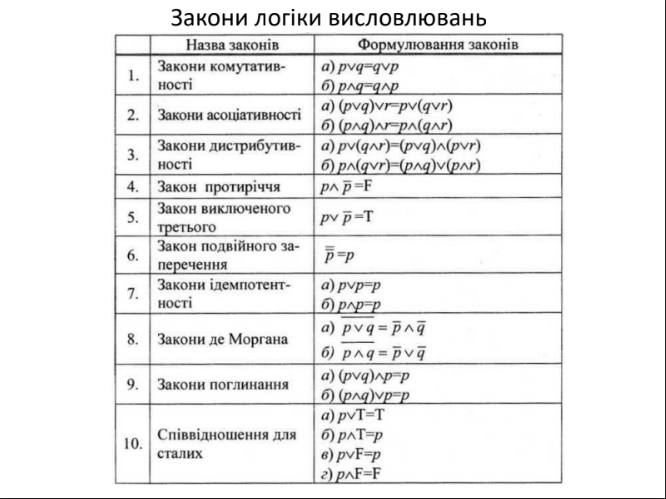 Закони логіки висловлювань
Назва законів Формулювання законів
1. Закони комутатив-
ності
а) p∨q=q∨p
б) p∧q=q∧p
2. Закони асоціативності
а) (p∨q)∨r=p∨(q∨r)
б) (p∧q)∧r=p∧(q∧r)
3. Закони дистрибутив-
ності
а) p∨(q∧r)=(p∨q)∧(p∨r)
б) p∧(q∨r)=(p∧q)∨(p∧r)
4. Закон протиріччя p∧ p̅ =F
5. Закон виключеного
третього
p∨ p̅ =T
6. Закон подвійного за-
перечення
p̿ =p
7. Закони ідемпотент-
ності
а) p∨p=p
б) p∧p=p
8. Закони де Моргана
а) p̅ ̅∨̅ ̅q̅ = p̅ ∧ q̅
б) p̅ ̅∧̅ ̅q̅ = p̅ ∨ q̅
9. Закони поглинання
а) (p∨q)∧p=p
б) (p∧q)∨p=p
10. Співвідношення для
сталих
а) p∨T=T
б) p∧T=p
в) p∨F=p
г) p∧F=F